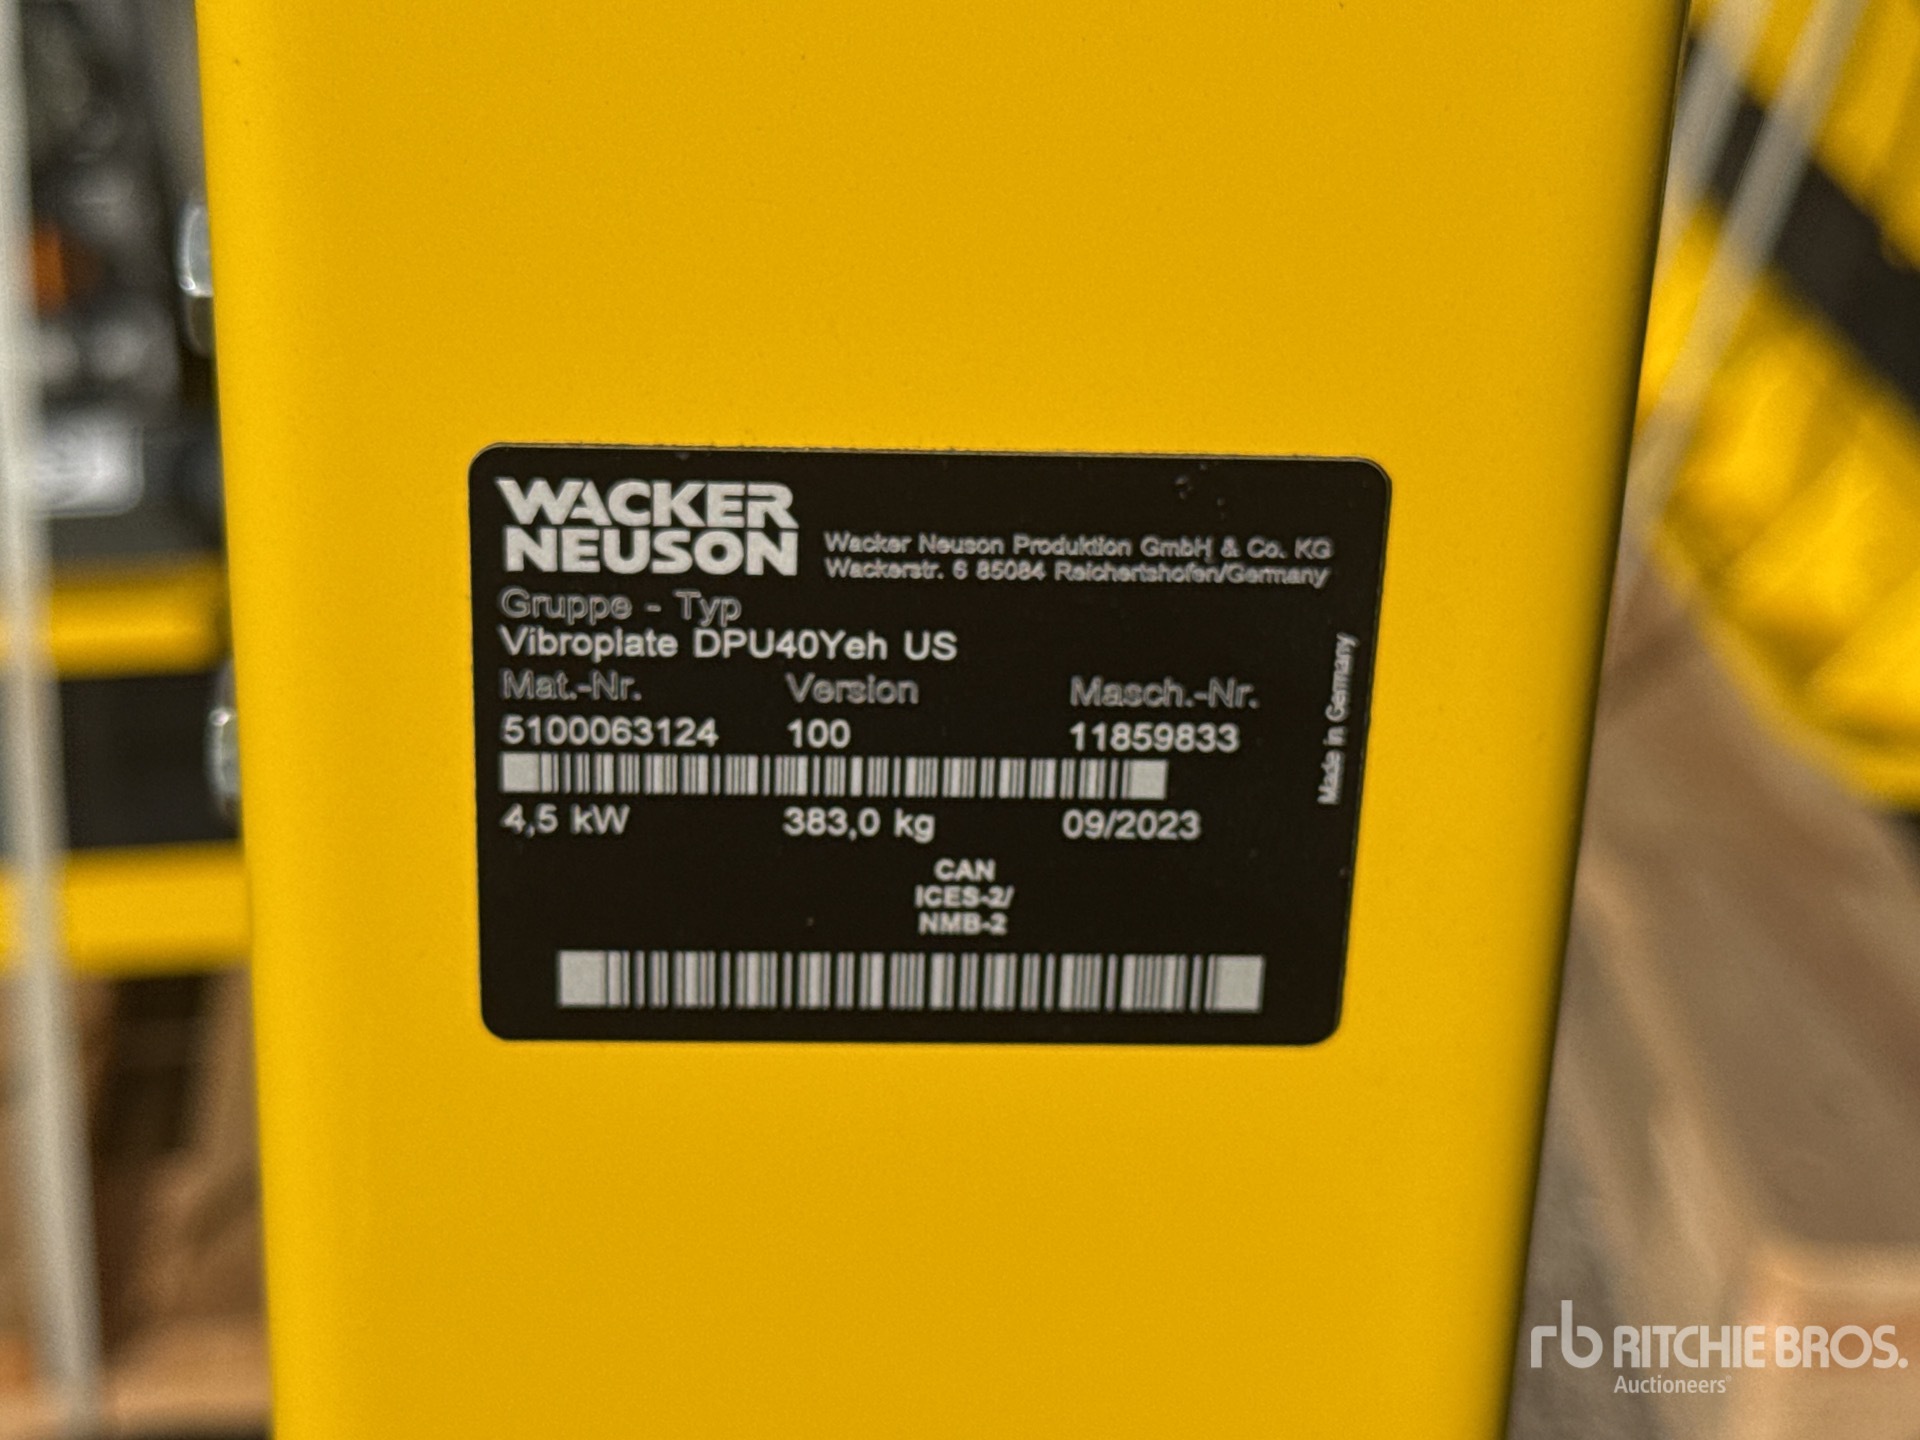 WACKER
NEUSON
Wacker Neuson Produktion GmbH & Co. KG
Wackerstr. 6 85084 Reichertshofen/Germany
Gruppe - Typ
Vibroplate DPU40Yeh US
Mat.-Nr. Version Masch.-Nr.
5100063124 100 11859833
4,5 kW 383,0 kg 09/2023
Made in Germany
CAN
ICES-2/
NMB-2
rb RITCHIE BROS.
Auctioneers